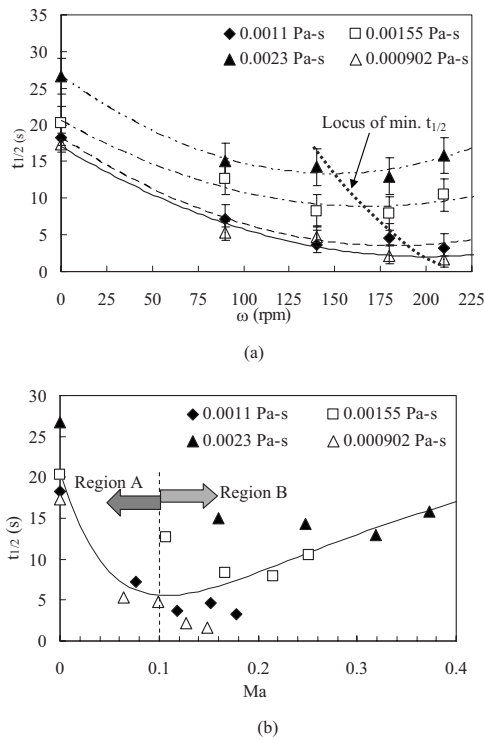 (a)
35
30
25
20
15
10
5
0
t1/2 (s)
0.0011 Pa-s
0.00155 Pa-s
0.0023 Pa-s
0.000902 Pa-s
Locus of min. t1/2
0 25 50 75 100 125 150 175 200 225
ω (rpm)
(a)
(b)
30
25
20
15
10
5
0
t1/2 (s)
0.0011 Pa-s
0.00155 Pa-s
0.0023 Pa-s
0.000902 Pa-s
Region A
Region B
0 0.1 0.2 0.3 0.4
Ma
(b)